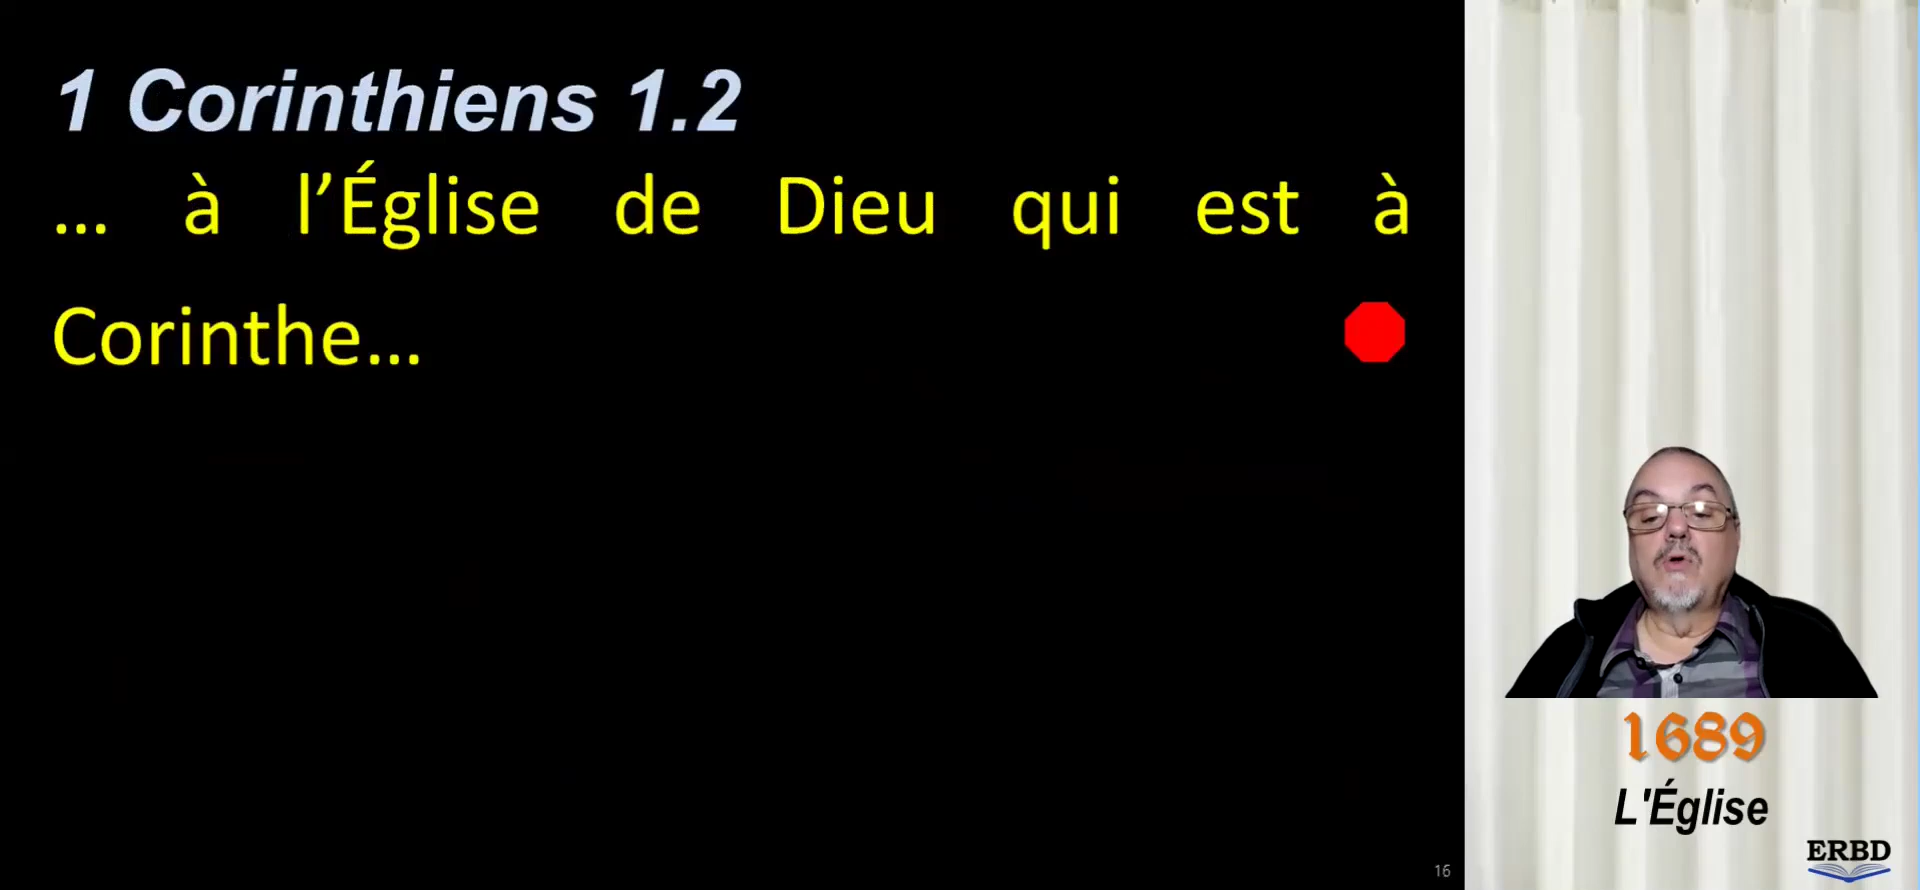 1 Corinthiens 1.2
… à l’Église de Dieu qui est à
Corinthe…
16
1689
L'Église
ERBD